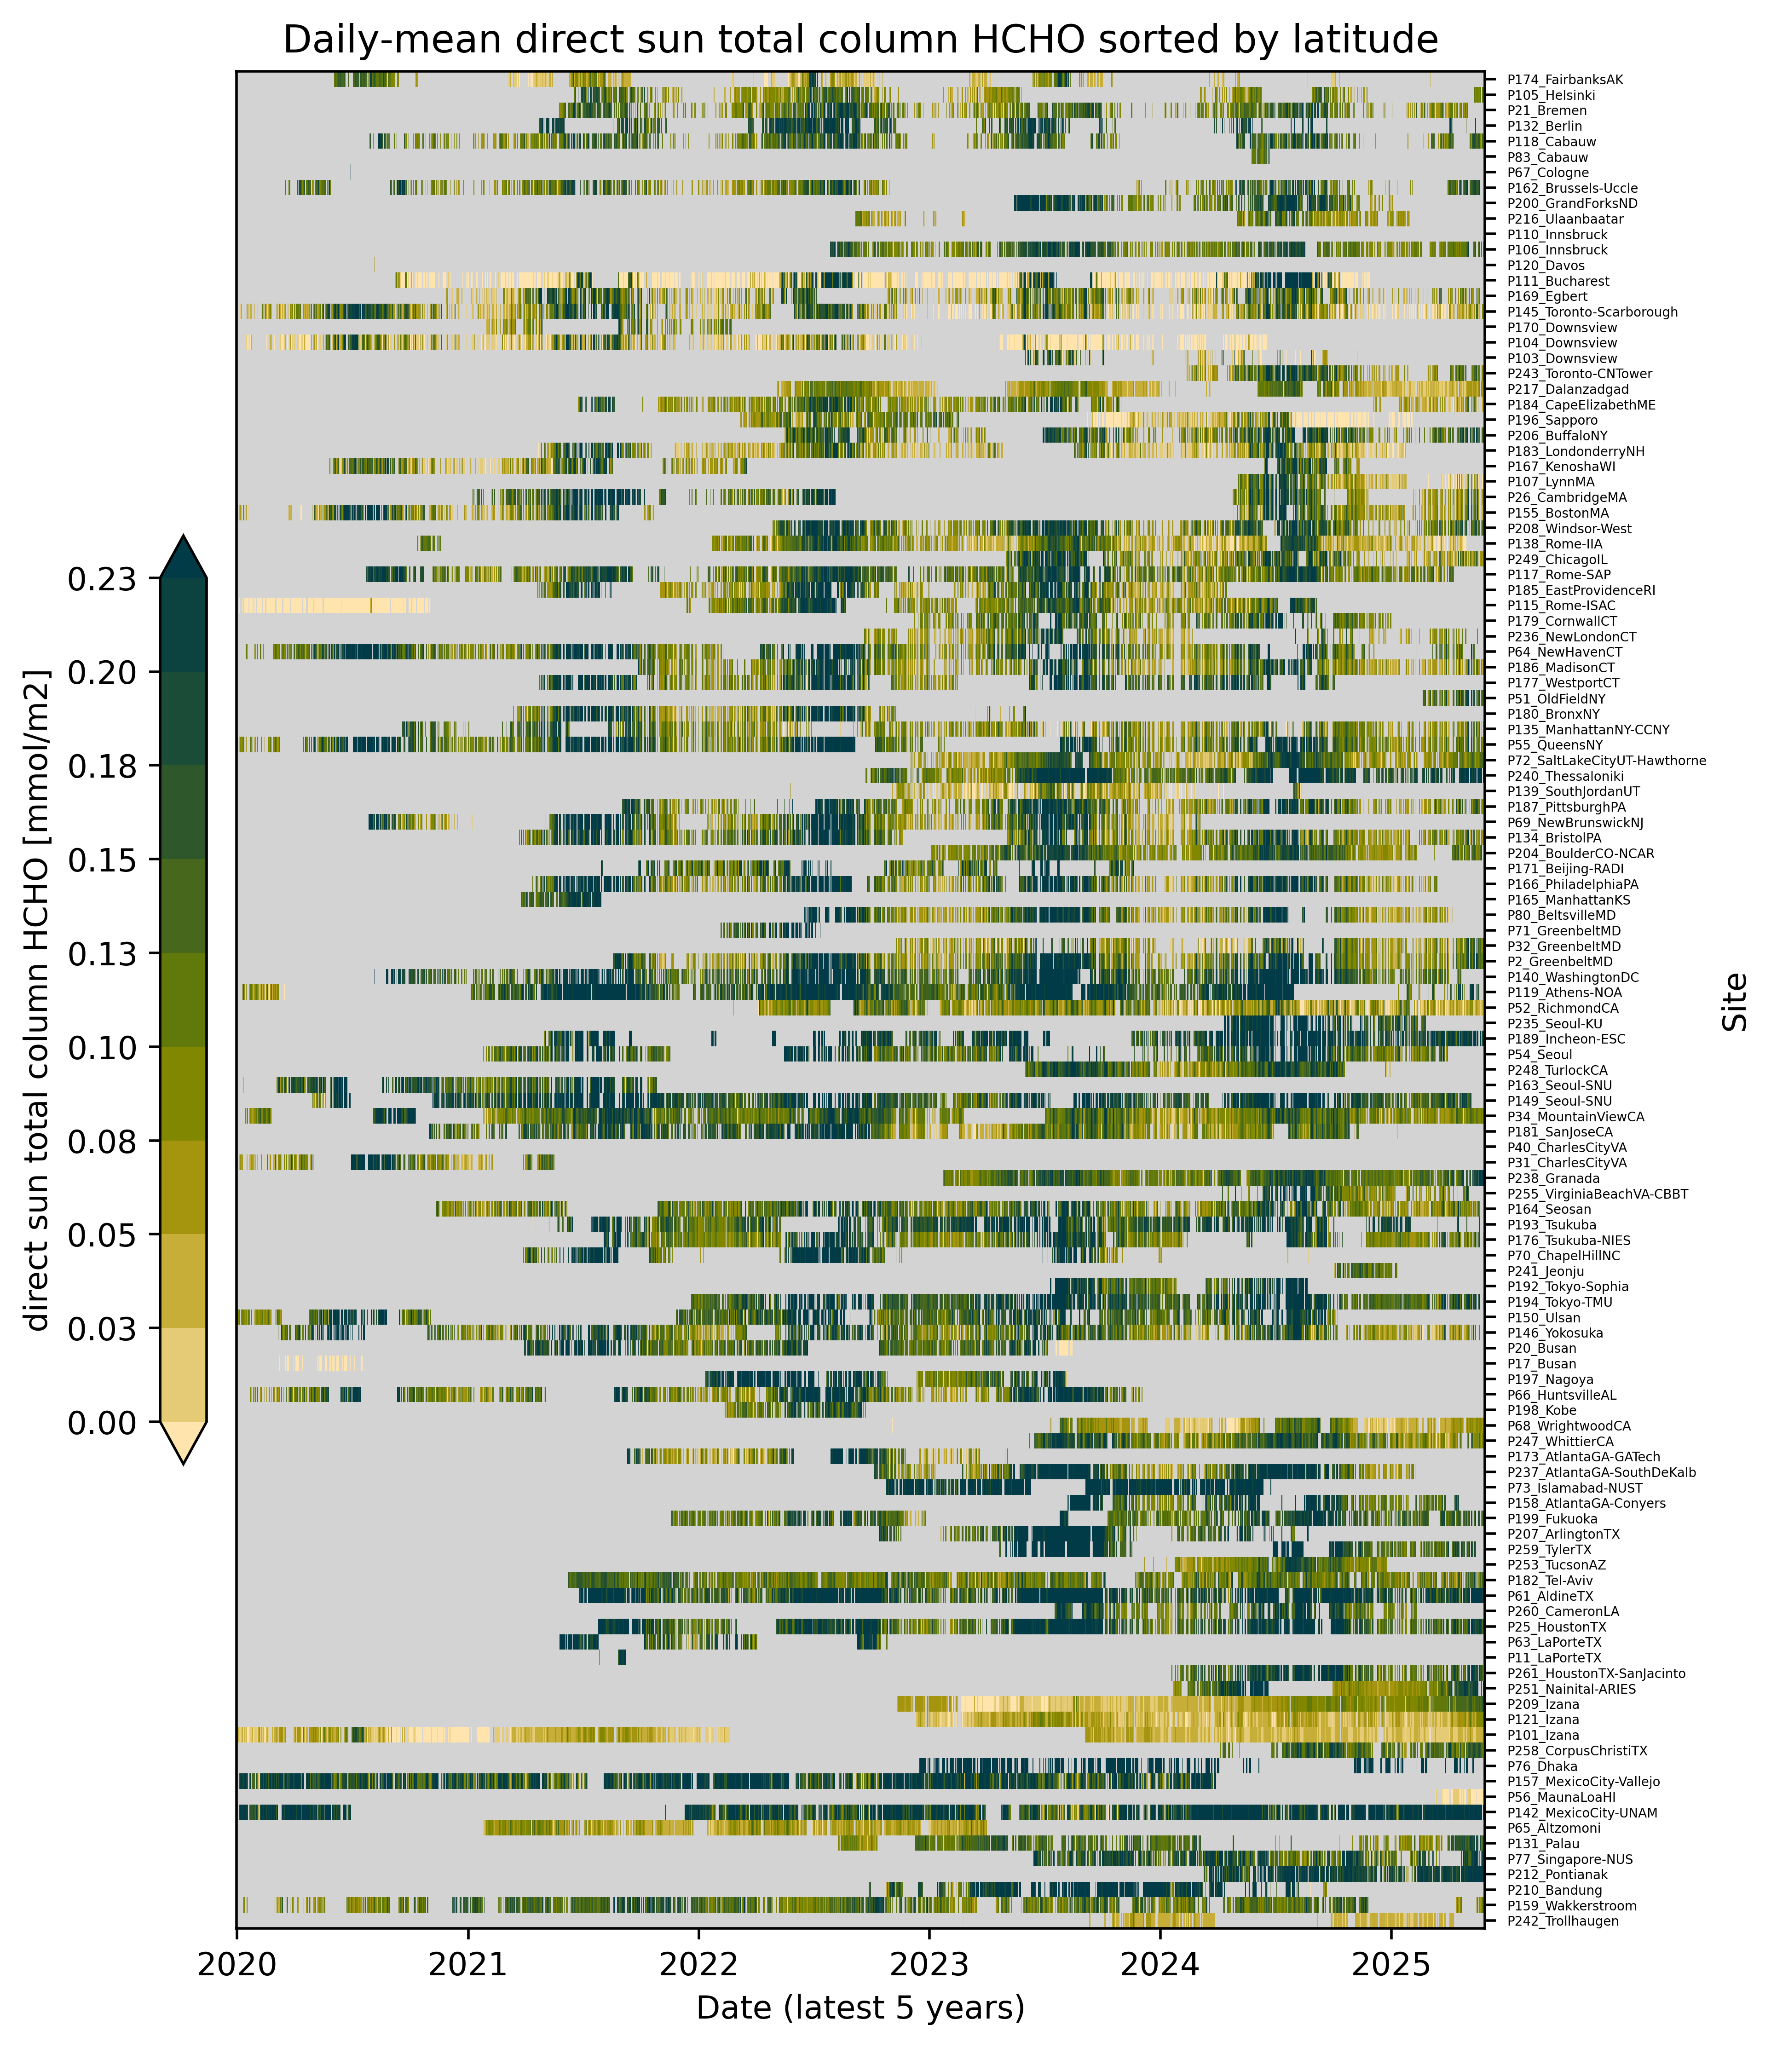 Daily-mean direct sun total column HCHO sorted by latitude
P174_FairbanksAK
P105_Helsinki
P21_Bremen
P132_Berlin
P118_Cabauw
P83_Cabauw
P67_Cologne
P162_Brussels-Uccle
P200_GrandForksND
P216_Ulaanbaatar
P110_Innsbruck
P106_Innsbruck
P120_Davos
P111_Bucharest
P169_Egbert
P145_Toronto-Scarborough
P170_Downsview
P104_Downsview
P103_Downsview
P243_Toronto-CNTower
P217_Dalanzadgad
P184_CapeElizabethME
P196_Sapporo
P206_BuffaloNY
P183_LondonderryNH
P167_KenoshaWI
P107_LynnMA
P26_CambridgeMA
P155_BostonMA
P208_Windsor-West
P138_Rome-IIA
P249_ChicagoIL
P117_Rome-SAP
P185_EastProvidenceRI
P115_Rome-ISAC
P179_CornwallCT
P236_NewLondonCT
P64_NewHavenCT
P186_MadisonCT
P177_WestportCT
P51_OldFieldNY
P180_BronxNY
P135_ManhattanNY-CCNY
P55_QueensNY
P72_SaltLakeCityUT-Hawthorne
P240_Thessaloniki
P139_SouthJordanUT
P187_PittsburghPA
P69_NewBrunswickNJ
P134_BristolPA
P204_BoulderCO-NCAR
P171_Beijing-RADI
P166_PhiladelphiaPA
P165_ManhattanKS
P80_BeltsvilleMD
P71_GreenbeltMD
P32_GreenbeltMD
P2_GreenbeltMD
P140_WashingtonDC
P119_Athens-NOA
P52_RichmondCA
P235_Seoul-KU
P189_Incheon-ESC
P54_Seoul
P248_TurlockCA
P163_Seoul-SNU
P149_Seoul-SNU
P34_MountainViewCA
P181_SanJoseCA
P40_CharlesCityVA
P31_CharlesCityVA
P238_Granada
P255_VirginiaBeachVA-CBBT
P164_Seosan
P193_Tsukuba
P176_Tsukuba-NIES
P70_ChapelHillNC
P241_Jeonju
P192_Tokyo-Sophia
P194_Tokyo-TMU
P150_Ulsan
P146_Yokosuka
P20_Busan
P17_Busan
P197_Nagoya
P66_HuntsvilleAL
P198_Kobe
P68_WrightwoodCA
P247_WhittierCA
P173_AtlantaGA-GATech
P237_AtlantaGA-SouthDeKalb
P73_Islamabad-NUST
P158_AtlantaGA-Conyers
P199_Fukuoka
P207_ArlingtonTX
P259_TylerTX
P253_TucsonAZ
P182_Tel-Aviv
P61_AldineTX
P260_CameronLA
P25_HoustonTX
P63_LaPorteTX
P11_LaPorteTX
P261_HoustonTX-SanJacinto
P251_Nainital-ARIES
P209_Izana
P121_Izana
P101_Izana
P258_CorpusChristiTX
P76_Dhaka
P157_MexicoCity-Vallejo
P56_MaunaLoaHI
P142_MexicoCity-UNAM
P65_Altzomoni
P131_Palau
P77_Singapore-NUS
P212_Pontianak
P210_Bandung
P159_Wakkerstroom
P242_Trollhaugen
Site
direct sun total column HCHO [mmol/m2]
0.23
0.20
0.18
0.15
0.13
0.10
0.08
0.05
0.03
0.00
2020 2021 2022 2023 2024 2025
Date (latest 5 years)